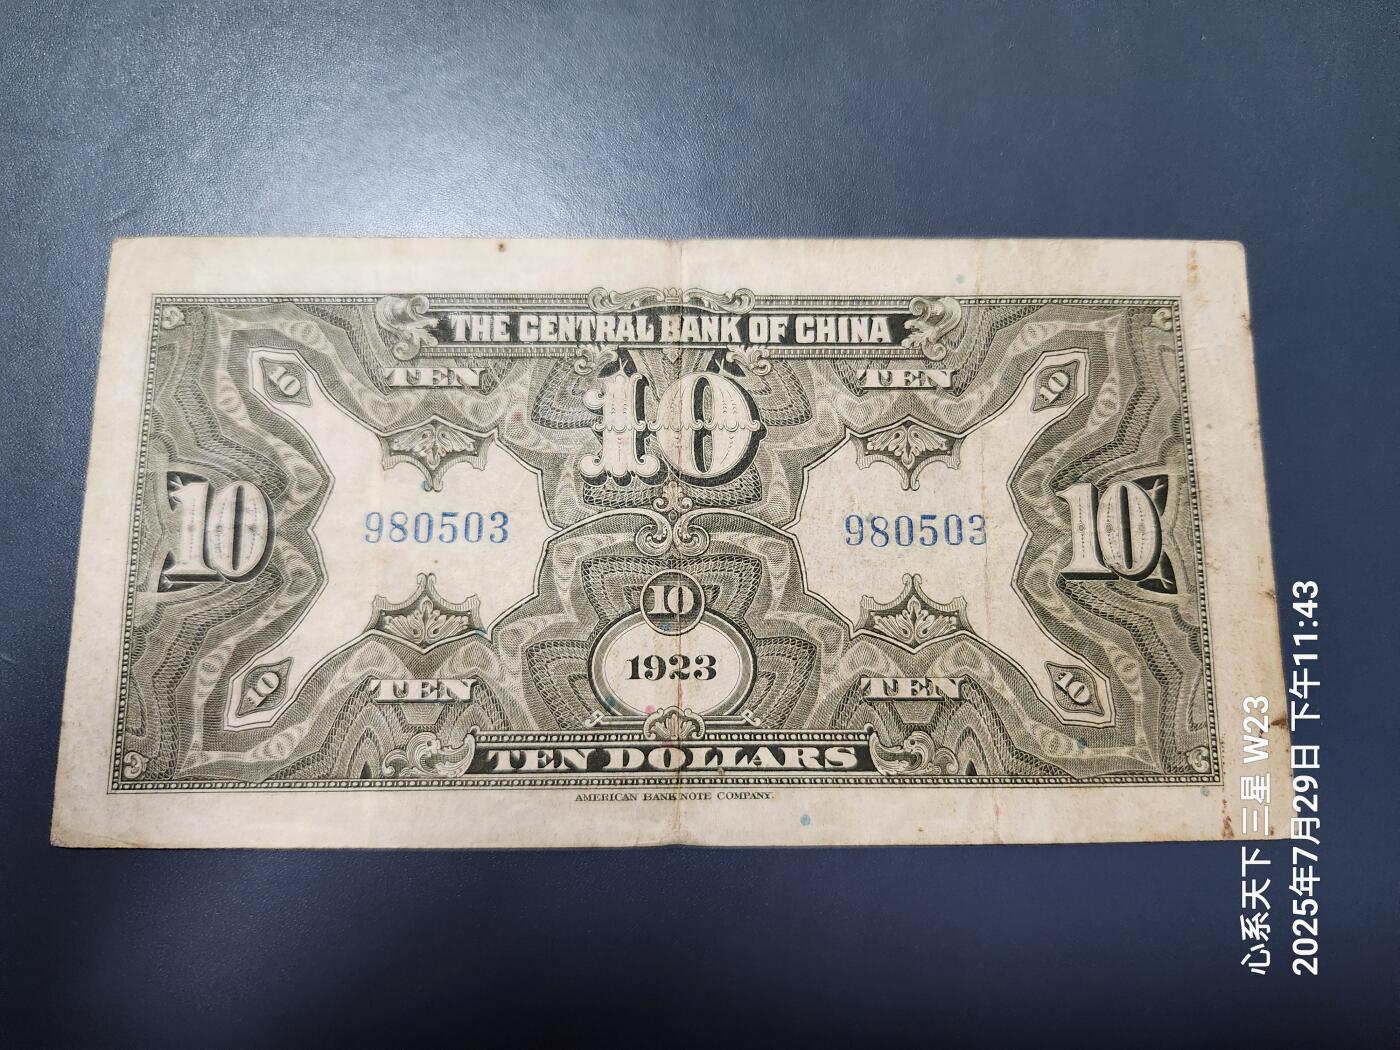 THE CENTRAL BANK OF CHINA
TEN
TEN
10
10
10
10
10
980503
980503
10
10
1923
TEN
TEN
10
10
TEN DOLLARS
AMERICAN BANK NOTE COMPANY.
心系天下 三星 W23
2025年7月29日 下午11:43